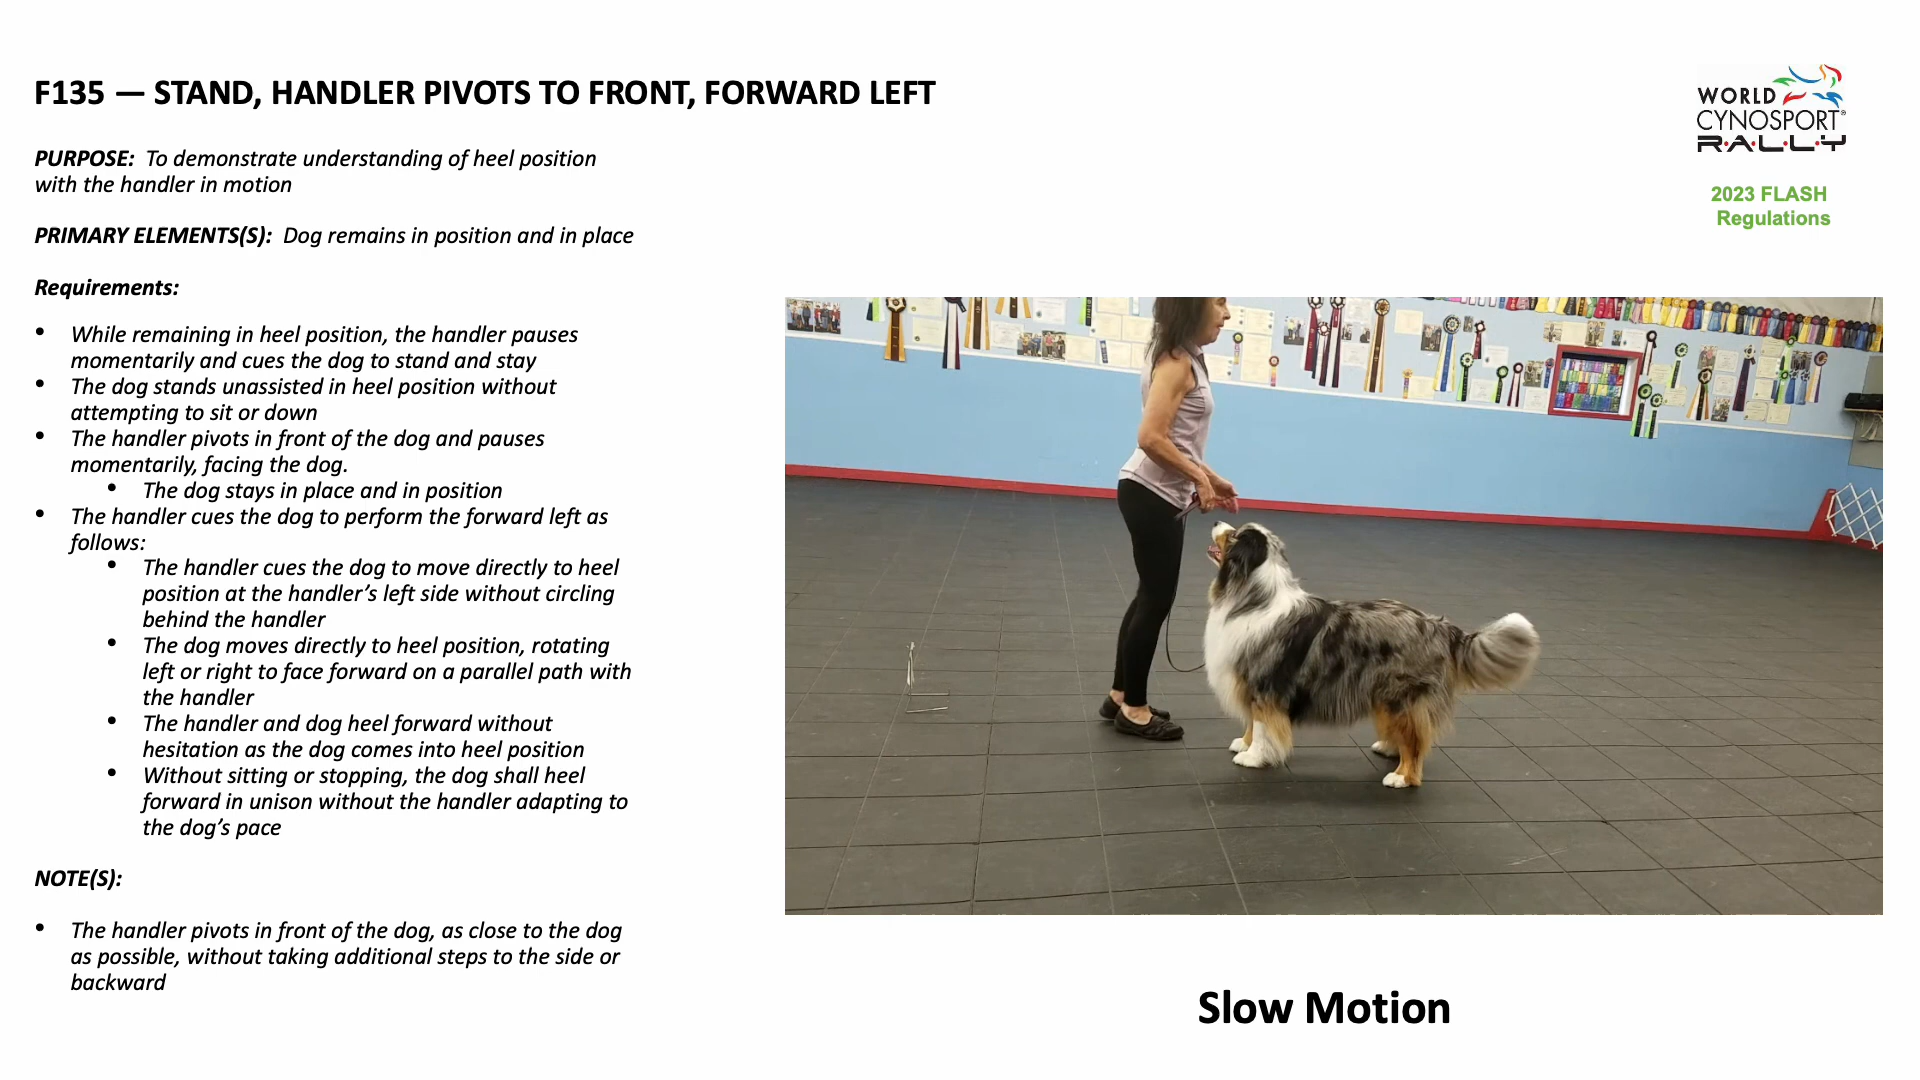 F135 — STAND, HANDLER PIVOTS TO FRONT, FORWARD LEFT
WORLD
CYNOSPORT®
R·A·L·L·Y
2023 FLASH
Regulations
PURPOSE: To demonstrate understanding of heel position
with the handler in motion
PRIMARY ELEMENTS(S): Dog remains in position and in place
Requirements:
• While remaining in heel position, the handler pauses
momentarily and cues the dog to stand and stay
• The dog stands unassisted in heel position without
attempting to sit or down
• The handler pivots in front of the dog and pauses
momentarily, facing the dog.
• The dog stays in place and in position
• The handler cues the dog to perform the forward left as
follows:
• The handler cues the dog to move directly to heel
position at the handler’s left side without circling
behind the handler
• The dog moves directly to heel position, rotating
left or right to face forward on a parallel path with
the handler
• The handler and dog heel forward without
hesitation as the dog comes into heel position
• Without sitting or stopping, the dog shall heel
forward in unison without the handler adapting to
the dog’s pace
NOTE(S):
• The handler pivots in front of the dog, as close to the dog
as possible, without taking additional steps to the side or
backward
Slow Motion